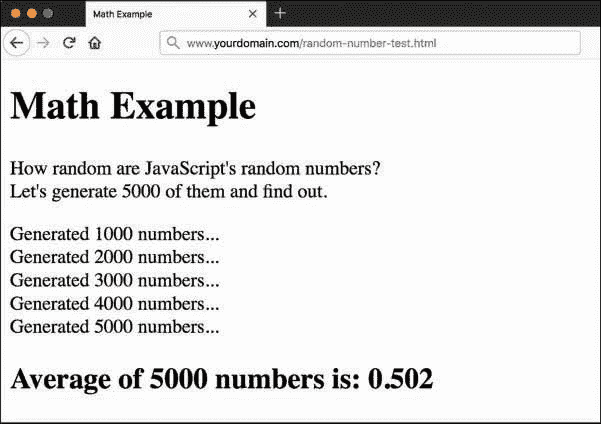 Math Example
www.yourdomain.com/random-number-test.html
Math Example
How random are JavaScript's random numbers?
Let's generate 5000 of them and find out.
Generated 1000 numbers...
Generated 2000 numbers...
Generated 3000 numbers...
Generated 4000 numbers...
Generated 5000 numbers...
Average of 5000 numbers is: 0.502